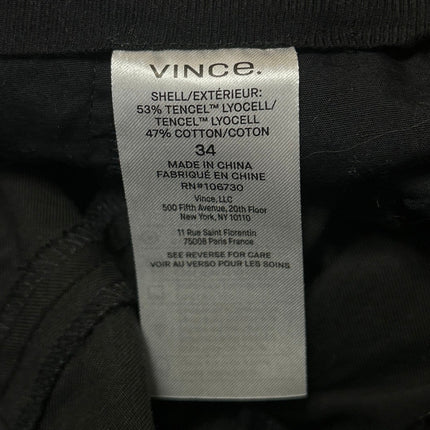 VINCE.
SHELL/EXTÉRIEUR:
53% TENCEL™ LYOCELL/
TENCEL™ LYOCELL
47% COTTON/COTON
34
MADE IN CHINA
FABRIQUÉ EN CHINE
RN#106730
Vince, LLC
500 Fifth Avenue, 20th Floor
New York, NY 10110
11 Rue Saint Florentin
75008 Paris France
SEE REVERSE FOR CARE
VOIR AU VERSO POUR LES SOINS